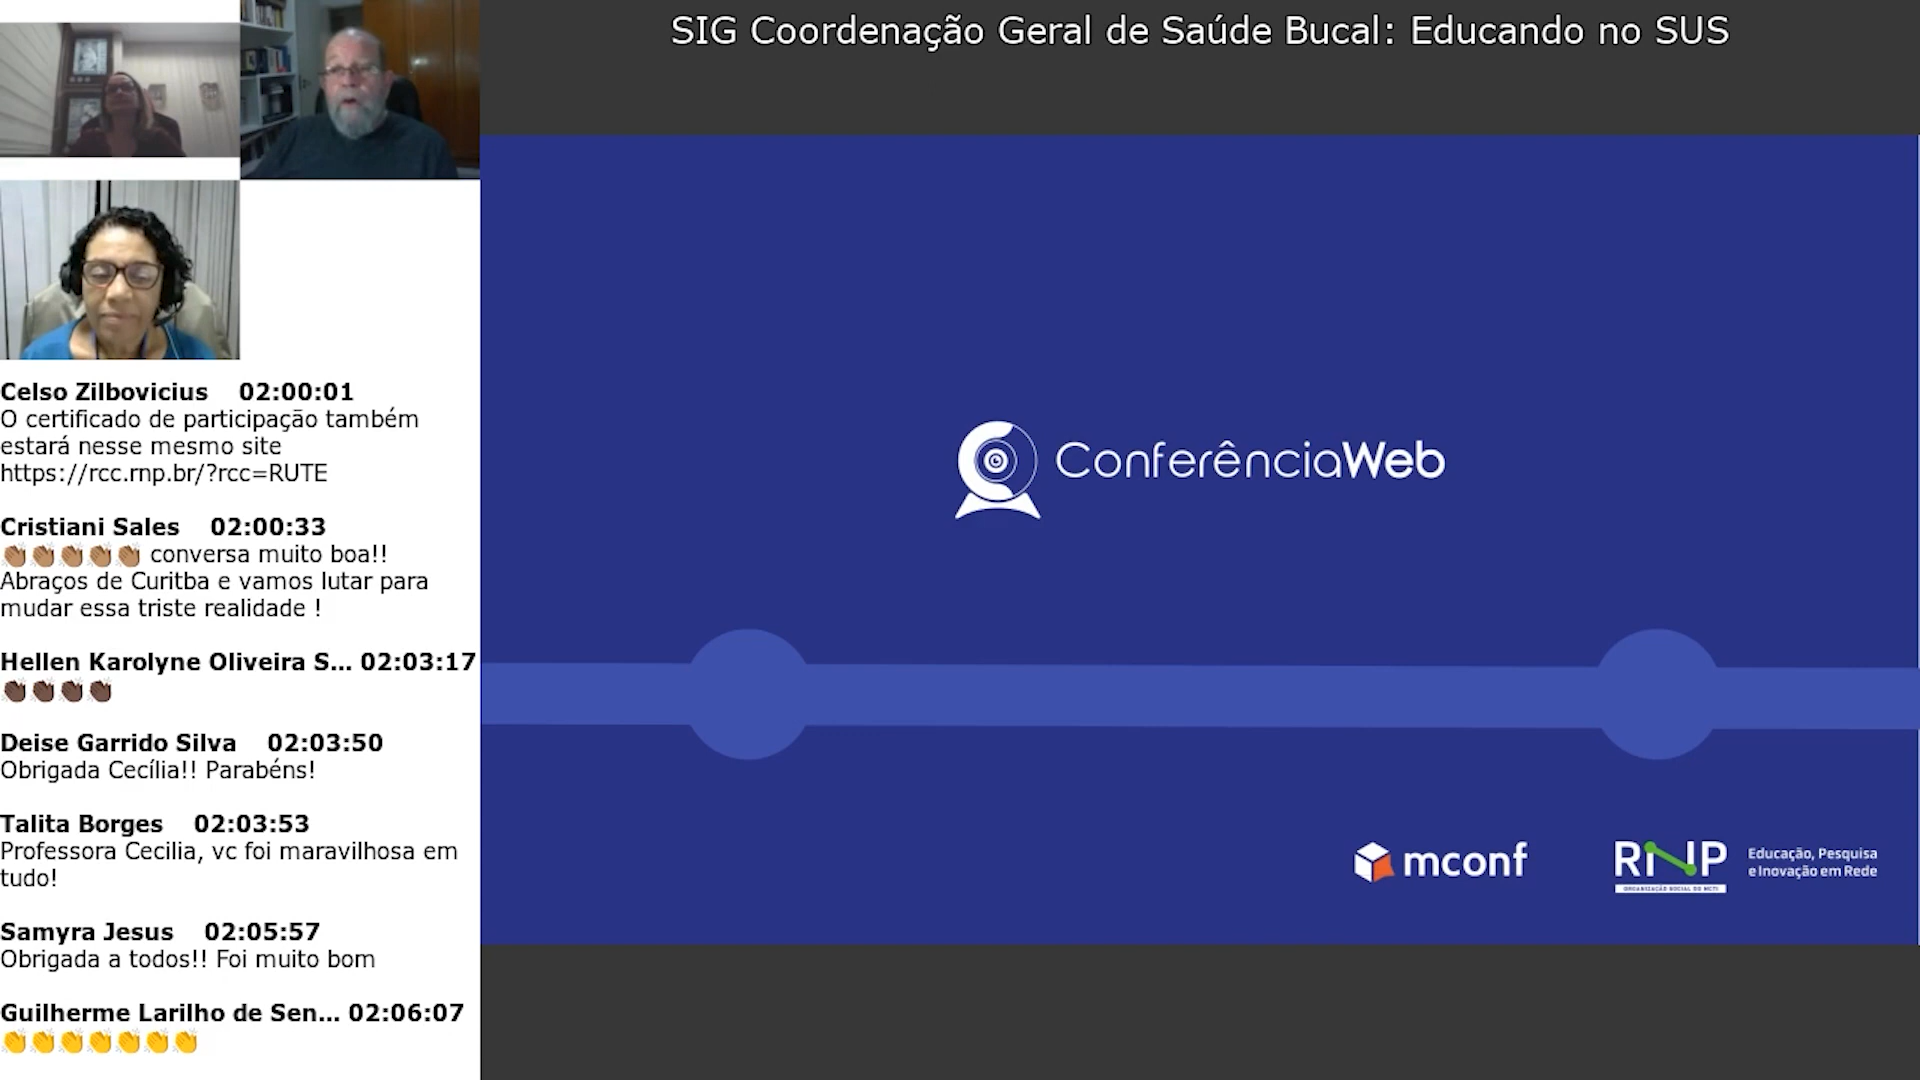 SIG Coordenação Geral de Saúde Bucal: Educando no SUS
Celso Zilbovicius 02:00:01
O certificado de participação também
estará nesse mesmo site
https://rcc.rnp.br/?rcc=RUTE
Cristiani Sales 02:00:33
👏🏽👏🏽👏🏽👏🏽👏🏽 conversa muito boa!!
Abraços de Curitba e vamos lutar para
mudar essa triste realidade !
Hellen Karolyne Oliveira S... 02:03:17
👏🏿👏🏿👏🏿👏🏿
Deise Garrido Silva 02:03:50
Obrigada Cecília!! Parabéns!
Talita Borges 02:03:53
Professora Cecilia, vc foi maravilhosa em
tudo!
Samyra Jesus 02:05:57
Obrigada a todos!! Foi muito bom
Guilherme Larilho de Sen... 02:06:07
👏👏👏👏👏👏👏
ConferênciaWeb
mconf
RNP
ORGANIZAÇÃO SOCIAL DO MCTI
Educação, Pesquisa
e Inovação em Rede